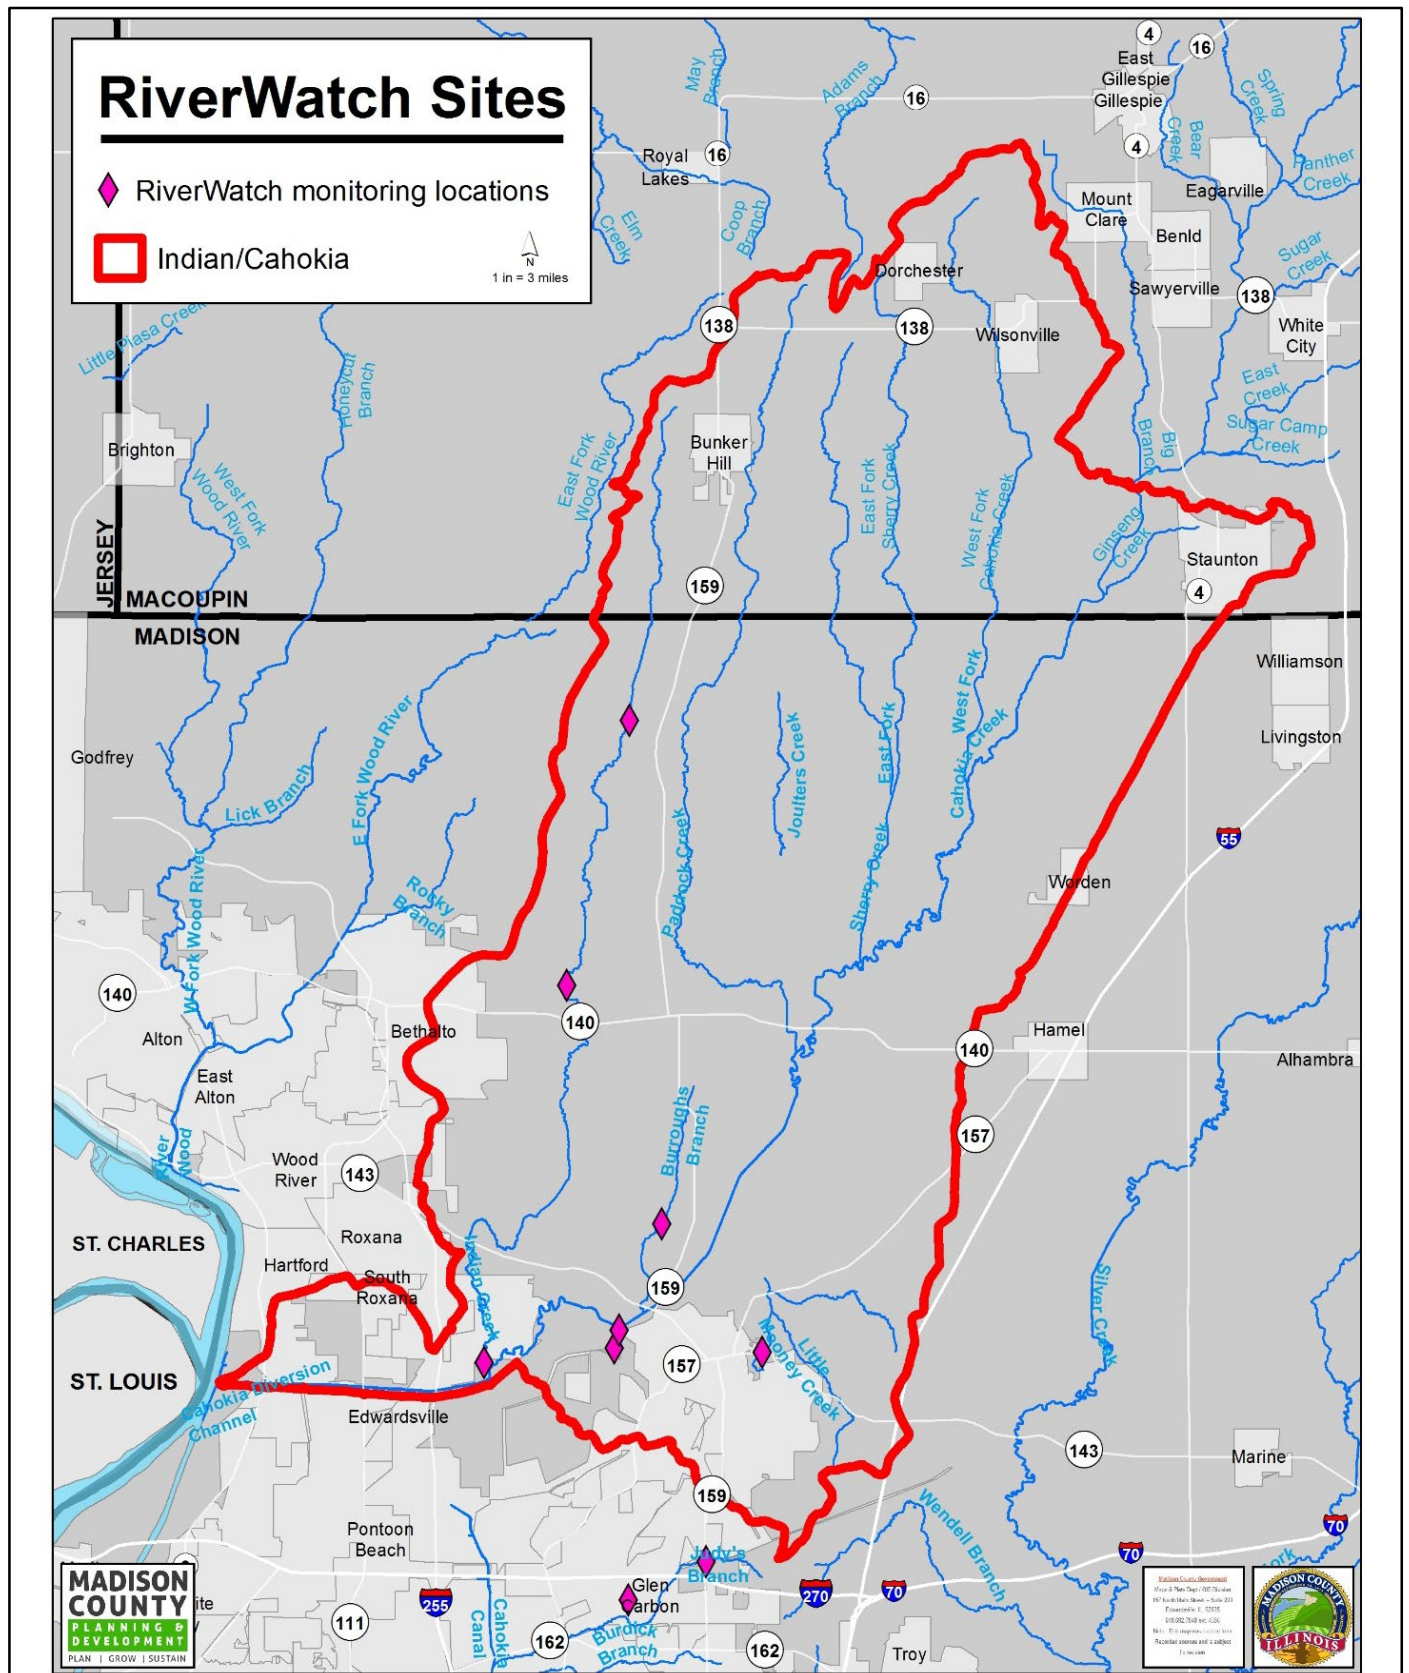 RiverWatch Sites
RiverWatch monitoring locations
Indian/Cahokia
N
1 in = 3 miles
May
Branch
Adams
Branch
16
4
16
East
Gillespie
Gillespie
4
Spring
Creek
Bear
Creek
Panther
Creek
Eagarville
Royal
Lakes
16
Elm
Creek
Coop
Branch
Mount
Clare
Benld
Sawyerville
Sugar
Creek
138
White
City
Dorchester
138
138
Wilsonville
Little Piasa Creek
Honeycut
Branch
Brighton
West Fork
Wood River
East Fork
Wood River
Bunker
Hill
East Fork
Sherry Creek
West Fork
Cahokia Creek
East
Creek
Sugar Camp
Creek
Big
Branch
Ginseng
Creek
Staunton
4
159
JERSEY
MACOUPIN
MADISON
Williamson
Livingston
Godfrey
Lick Branch
E Fork Wood River
Joulters Creek
East Fork
West Fork
Cahokia Creek
55
W Fork Wood River
Rocky
Branch
Paddock Creek
Sherry Creek
Worden
140
Alton
Bethalto
140
140
Hamel
Alhambra
East
Alton
Wood
River
157
Burroughs
Branch
Wood
River
143
ST. CHARLES
Roxana
Hartford
South
Roxana
Indian Creek
159
Silver Creek
Little
Mooney Creek
157
ST. LOUIS
Cahokia Diversion
Channel
Edwardsville
143
Marine
159
Pontoon
Beach
Wendell Branch
70
70
Judy's
Branch
Glen
Carbon
255
270
70
111
Cahokia
Canal
162
Burdick
Branch
162
Troy
MADISON
COUNTY
PLANNING &
DEVELOPMENT
PLAN | GROW | SUSTAIN
Madison County Government
MADISON COUNTY
ILLINOIS